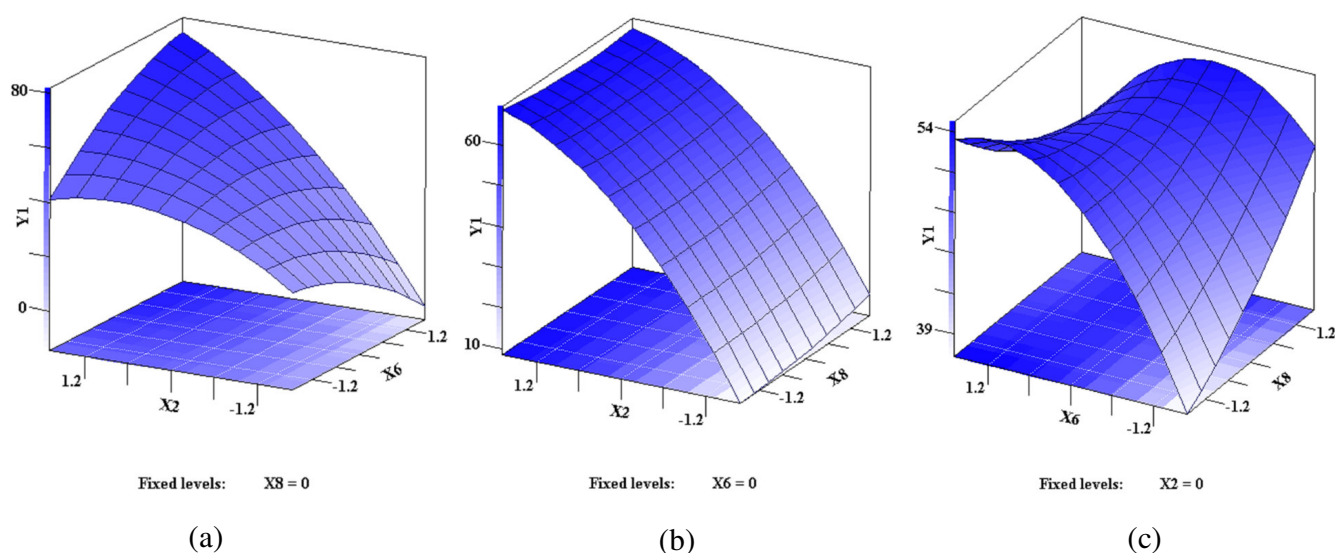 80
Y1
0
1.2
X2
-1.2
-1.2
X6
1.2
Fixed levels: X8 = 0
(a)
60
Y1
10
1.2
X2
-1.2
-1.2
X8
1.2
Fixed levels: X6 = 0
(b)
54
Y1
39
1.2
X6
-1.2
-1.2
X8
1.2
Fixed levels: X2 = 0
(c)